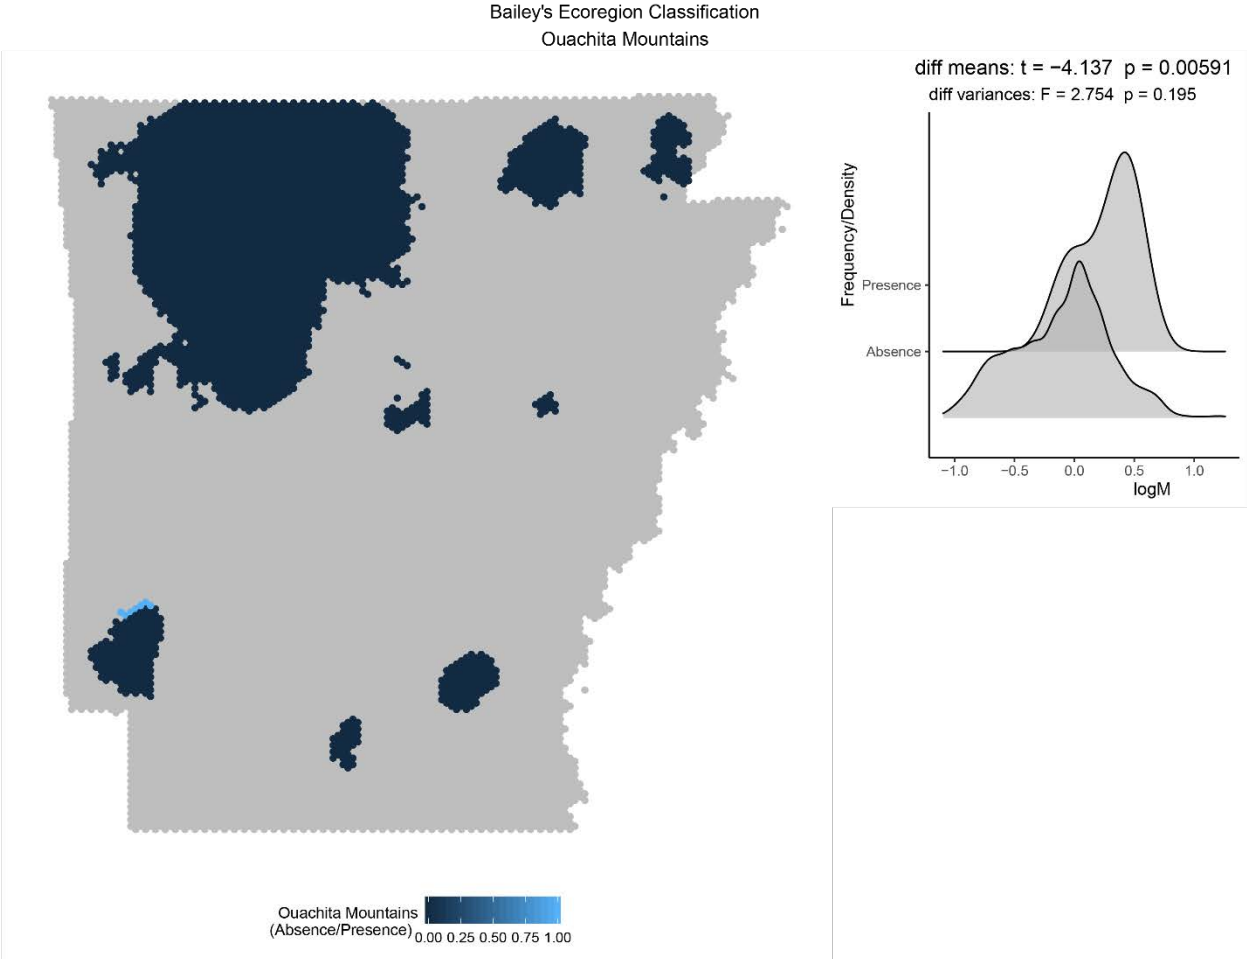 Bailey's Ecoregion Classification
Ouachita Mountains
diff means: t = −4.137 p = 0.00591
diff variances: F = 2.754 p = 0.195
Frequency/Density
Presence
Absence
−1.0 −0.5 0.0 0.5 1.0
logM
Ouachita Mountains
(Absence/Presence)
0.00 0.25 0.50 0.75 1.00